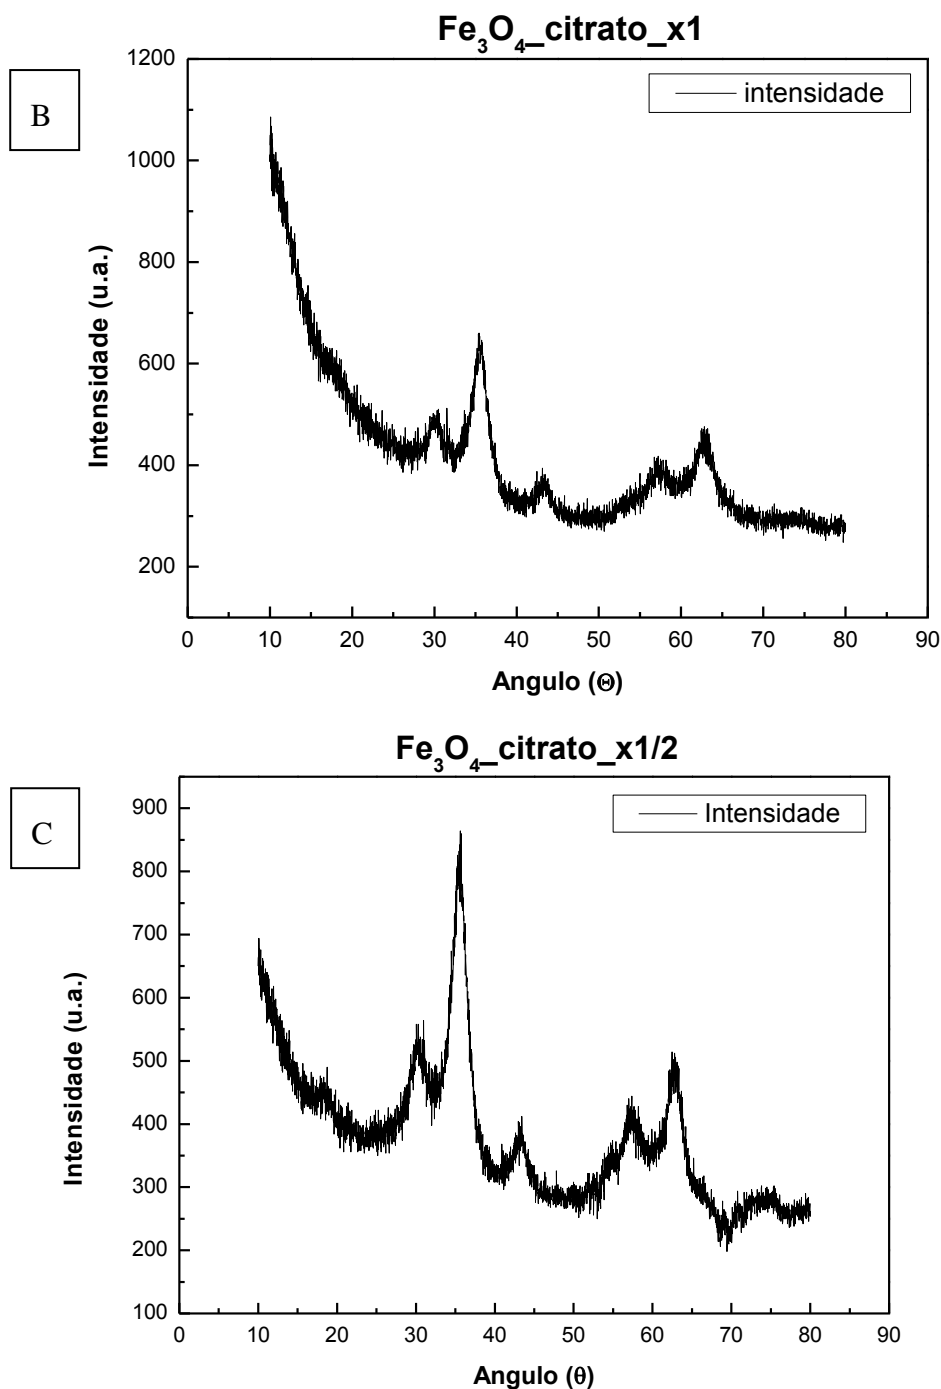 Fe₃O₄_citrato_x1
B
intensidade
1200
1000
800
600
400
200
Intensidade (u.a.)
0 10 20 30 40 50 60 70 80 90
Angulo (Θ)
Fe₃O₄_citrato_x1/2
C
Intensidade
900
800
700
600
500
400
300
200
100
Intensidade (u.a.)
0 10 20 30 40 50 60 70 80 90
Angulo (θ)